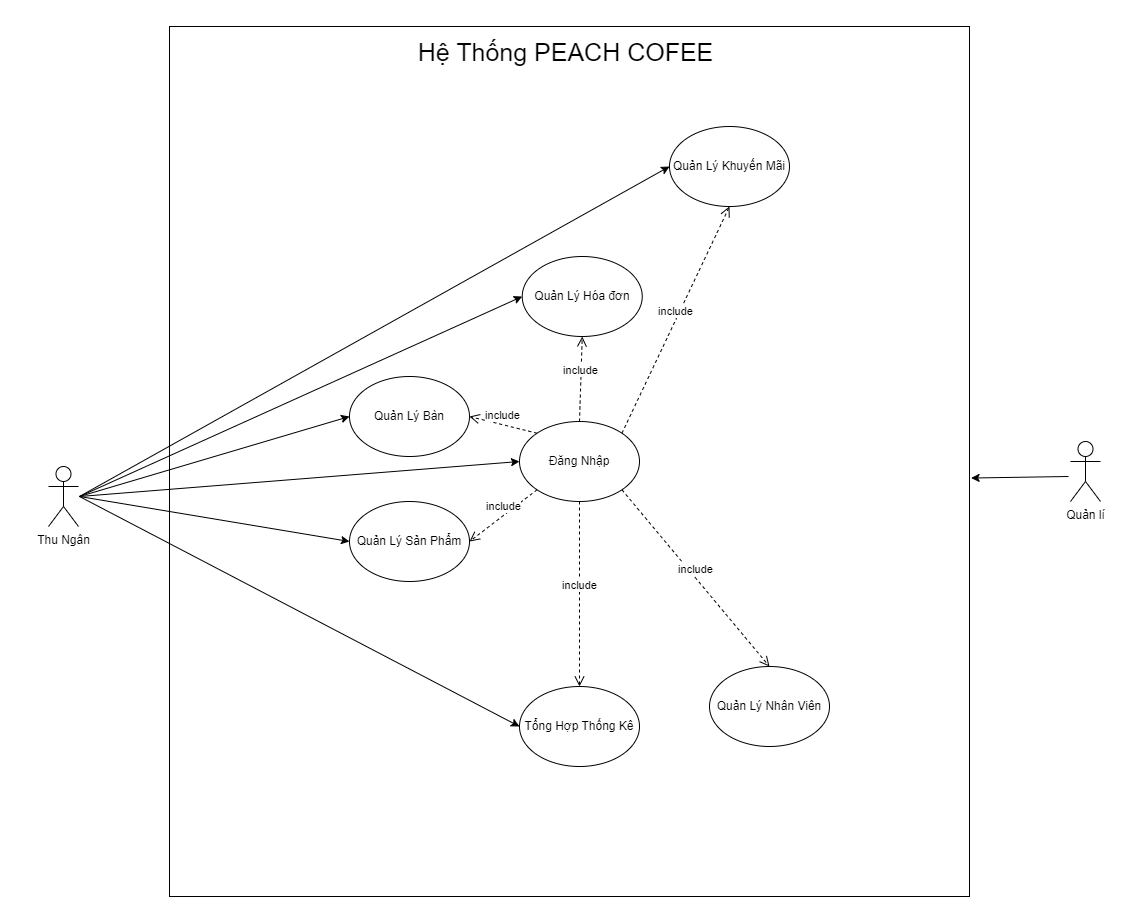 Hệ Thống PEACH COFEE
Quản Lý Khuyến Mãi
Quản Lý Hóa đơn
include
include
Quản Lý Bàn
include
Đăng Nhập
Thu Ngân
Quản lí
include
Quản Lý Sản Phẩm
include
include
Quản Lý Nhân Viên
Tổng Hợp Thống Kê